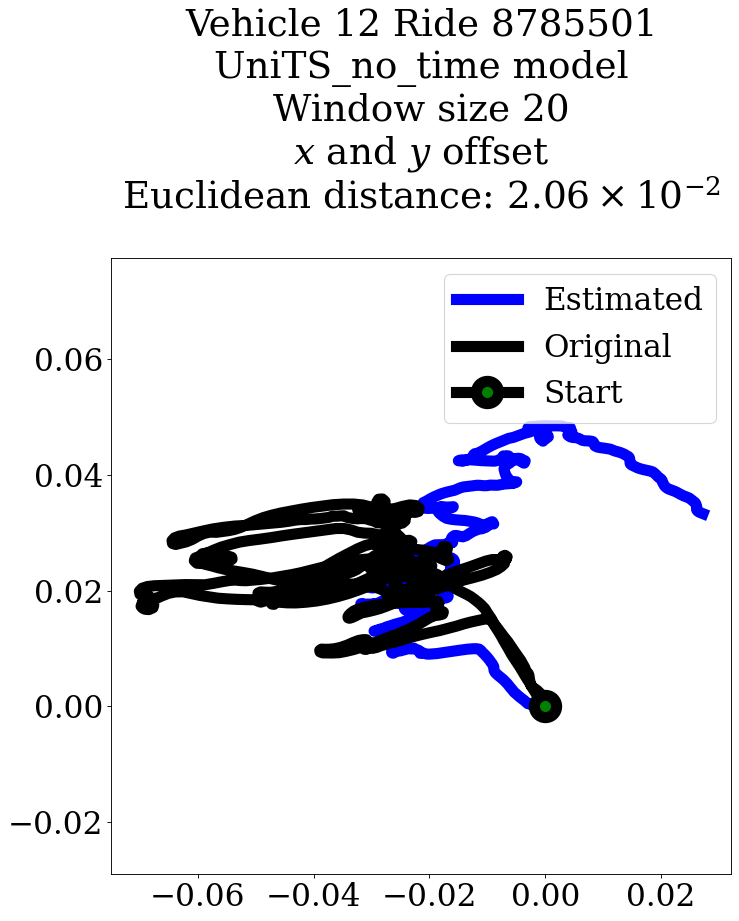 Vehicle 12 Ride 8785501
UniTS_no_time model
Window size 20
x and y offset
Euclidean distance: 2.06 × 10⁻²
Estimated
Original
Start
0.06
0.04
0.02
0.00
−0.02
−0.06 −0.04 −0.02 0.00 0.02